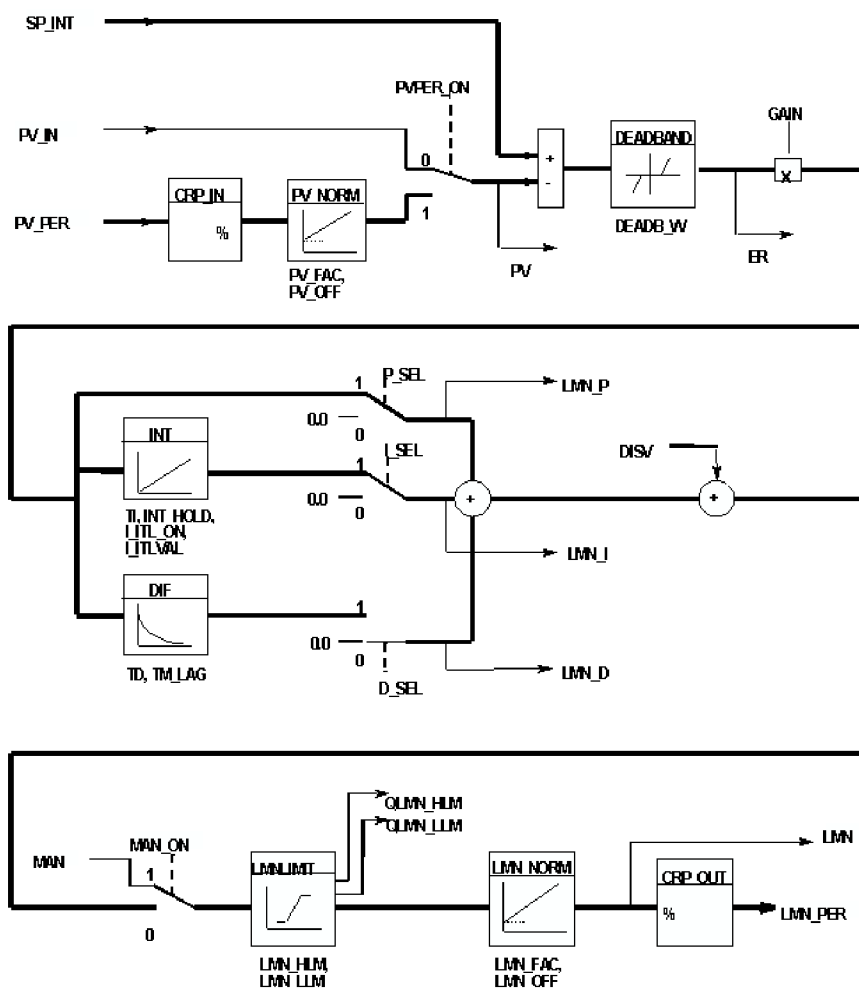 SP_INT
PVPER_ON
GAIN
PV_IN
DEADBAND
0
+
-
X
CRP_IN
PV_NORM
PV_PER
%
1
DEADB_W
PV_FAC,
PV_OFF
PV
ER
P_SEL
1
LMN_P
0.0
0
INT
I_SEL
DISV
1
0.0
+
+
0
TI, INT_HOLD,
I_ITL_ON,
I_ITLVAL
LMN_I
DIF
1
0.0
0
TD, TM_LAG
D_SEL
LMN_D
QLMN_HLM
QLMN_LLM
MAN_ON
MAN
LMN
1
LMNLIMIT
LMN_NORM
CRP_OUT
%
LMN_PER
0
LMN_HLM,
LMN_LLM
LMN_FAC,
LMN_OFF